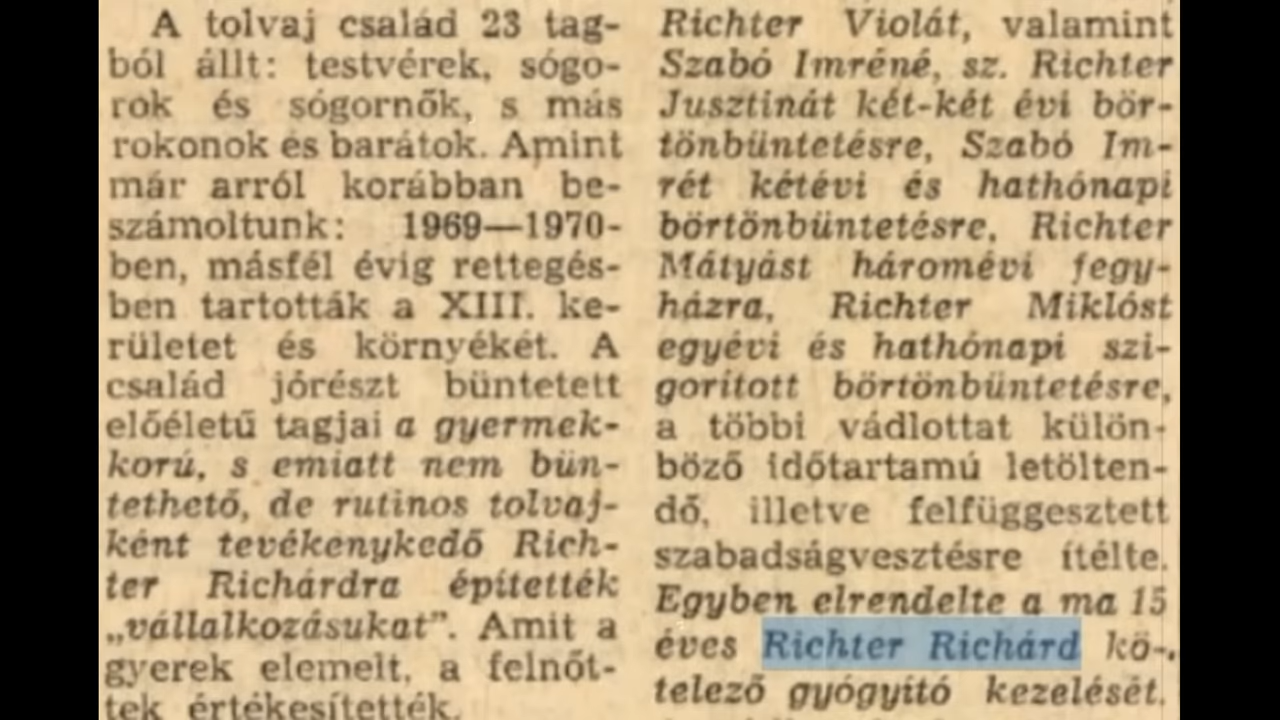 A tolvaj család 23 tag-
ból állt: testvérek, sógo-
rok és sógornők, s más
rokonok és barátok. Amint
már arról korábban be-
számoltunk: 1969—1970-
ben, másfél évig rettegés-
ben tartották a XIII. ke-
rületet és környékét. A
család jórészt büntetett
előéletű tagjai a gyermek-
korú, s emiatt nem bün-
tethető, de rutinos tolvaj-
ként tevékenykedő Rich-
ter Richárdra építették
„vállalkozásukat”. Amit a
gyerek elemelt, a felnőt-
tek értékesítették.
Richter Violát, valamint
Szabó Imréné, sz. Richter
Jusztinát két-két évi bör-
tönbüntetésre, Szabó Im-
rét kétévi és hathónapi
börtönbüntetésre, Richter
Mátyást háromévi fegy-
házra, Richter Miklóst
egyévi és hathónapi szi-
gorított börtönbüntetésre,
a többi vádlottat külön-
böző időtartamú letölten-
dő, illetve felfüggesztett
szabadságvesztésre ítélte.
Egyben elrendelte a ma 15
éves Richter Richárd kö-
telező gyógyító kezelését.